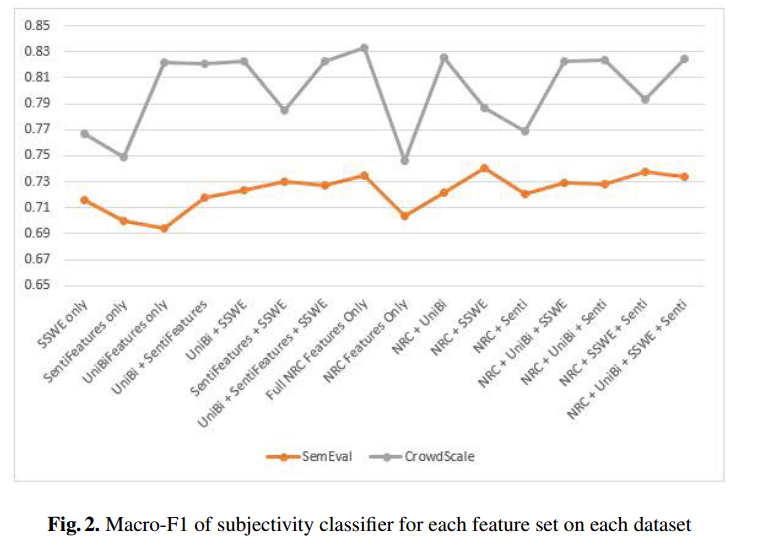 0.85
0.83
0.81
0.79
0.77
0.75
0.73
0.71
0.69
0.67
0.65
SSWE only
SentiFeatures only
UniBiFeatures only
UniBi + SentiFeatures
UniBi + SSWE
SentiFeatures + SSWE
UniBi + SentiFeatures + SSWE
Full NRC Features Only
NRC Features Only
NRC + UniBi
NRC + SSWE
NRC + Senti
NRC + UniBi + SSWE
NRC + UniBi + Senti
NRC + SSWE + Senti
NRC + UniBi + SSWE + Senti
SemEval
CrowdScale
Fig. 2. Macro-F1 of subjectivity classifier for each feature set on each dataset